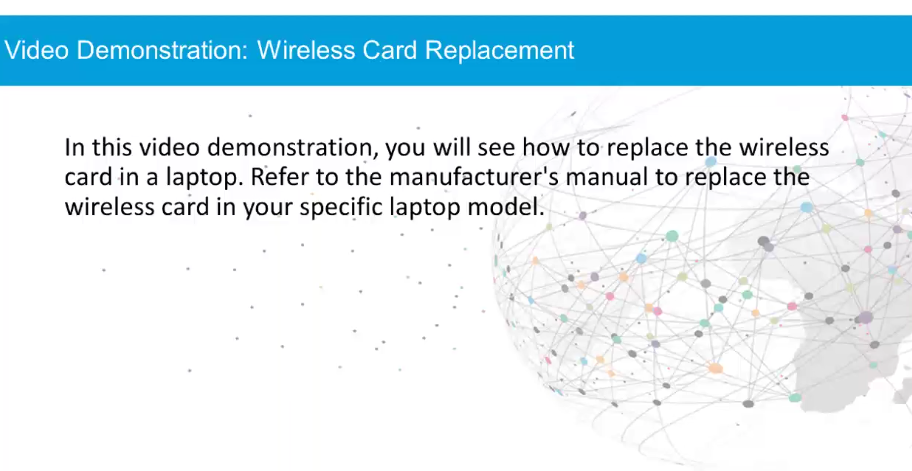 Video Demonstration: Wireless Card Replacement
In this video demonstration, you will see how to replace the wireless
card in a laptop. Refer to the manufacturer's manual to replace the
wireless card in your specific laptop model.